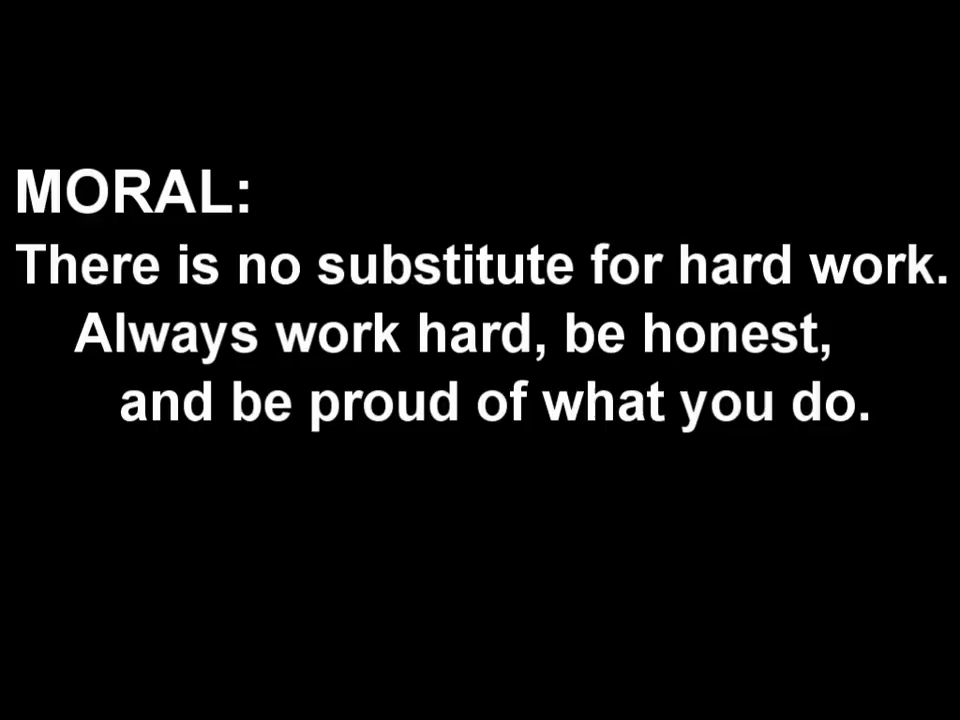 MORAL:
There is no substitute for hard work.
Always work hard, be honest,
and be proud of what you do.